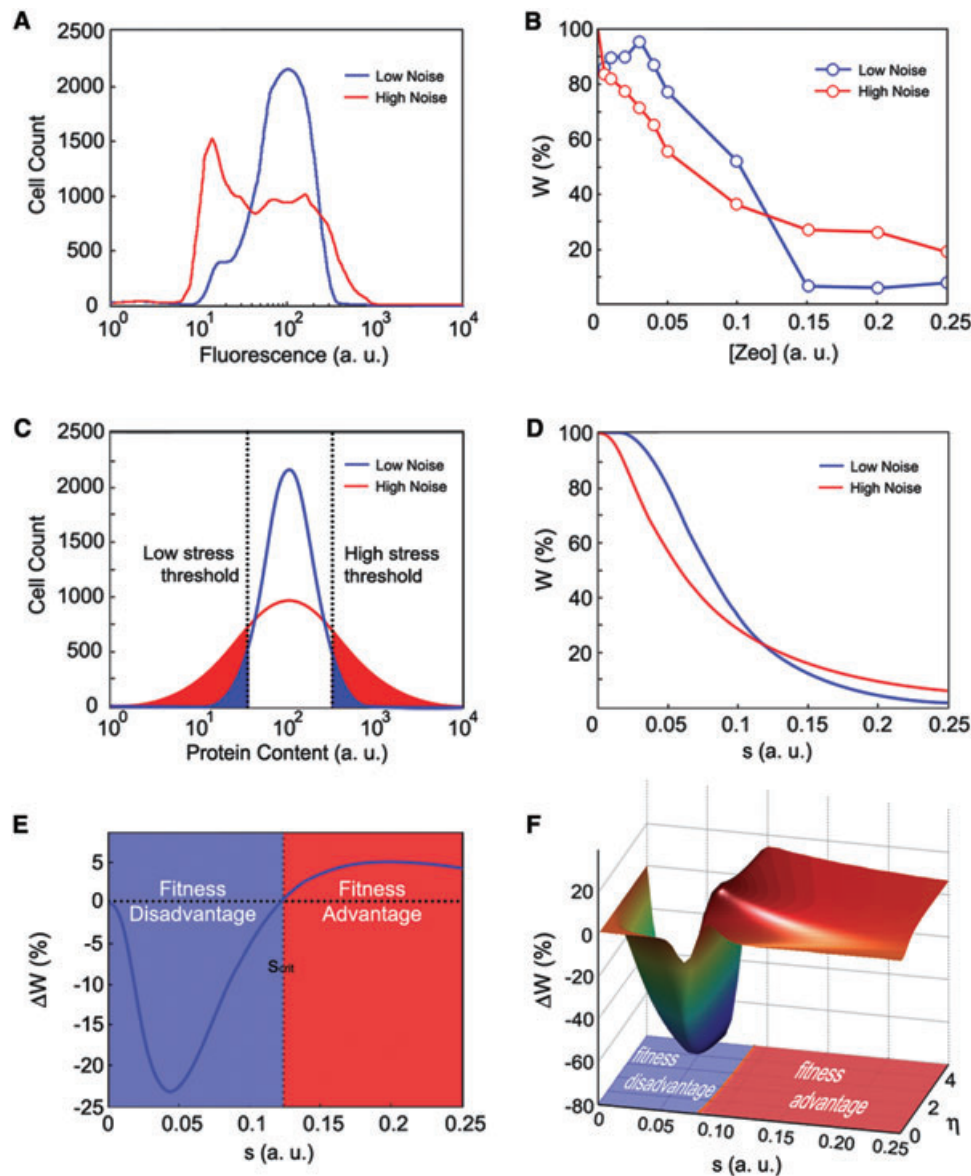 A
2500
2000
1500
1000
500
0
Cell Count
Low Noise
High Noise
10⁰ 10¹ 10² 10³ 10⁴
Fluorescence (a. u.)
B
100
80
60
40
20
W (%)
Low Noise
High Noise
0 0.05 0.1 0.15 0.2 0.25
[Zeo] (a. u.)
C
2500
2000
1500
1000
500
0
Cell Count
Low Noise
High Noise
Low stress
threshold
High stress
threshold
10⁰ 10¹ 10² 10³ 10⁴
Protein Content (a. u.)
D
100
80
60
40
20
W (%)
Low Noise
High Noise
0 0.05 0.1 0.15 0.2 0.25
s (a. u.)
E
5
0
-5
-10
-15
-20
-25
ΔW (%)
Fitness
Disadvantage
Fitness
Advantage
Scrit
0 0.05 0.1 0.15 0.2 0.25
s (a. u.)
F
20
0
-20
-40
-60
-80
ΔW (%)
fitness
disadvantage
fitness
advantage
0 0.05 0.10 0.15 0.20 0.25
s (a. u.)
0 2 4
η